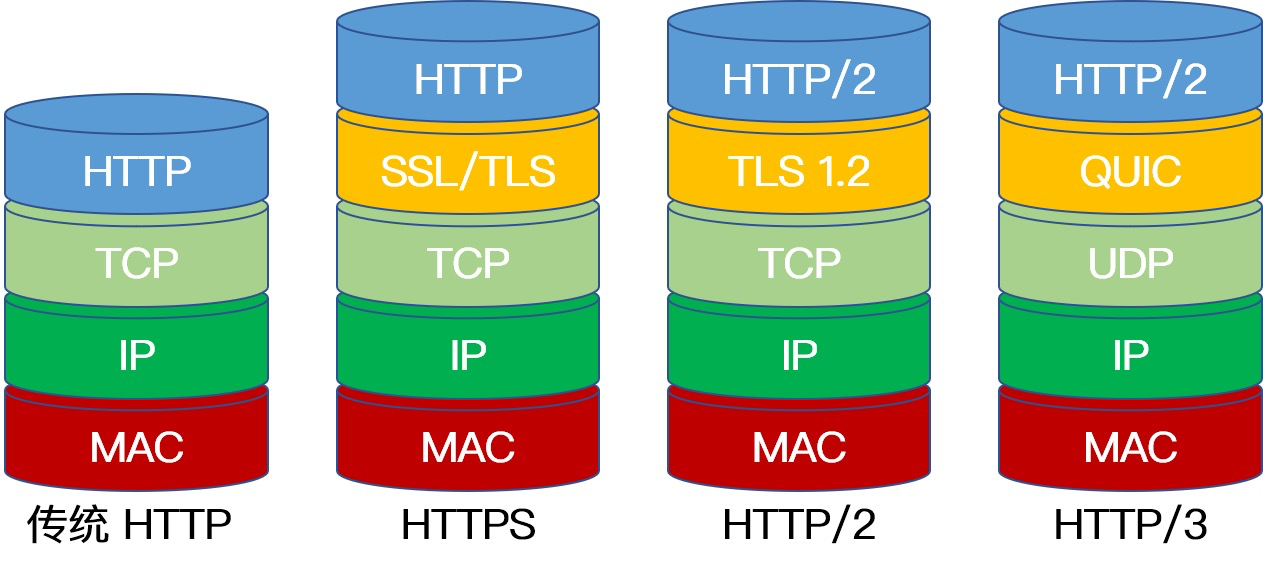 HTTP
TCP
IP
MAC
传统 HTTP
HTTP
SSL/TLS
TCP
IP
MAC
HTTPS
HTTP/2
TLS 1.2
TCP
IP
MAC
HTTP/2
HTTP/2
QUIC
UDP
IP
MAC
HTTP/3